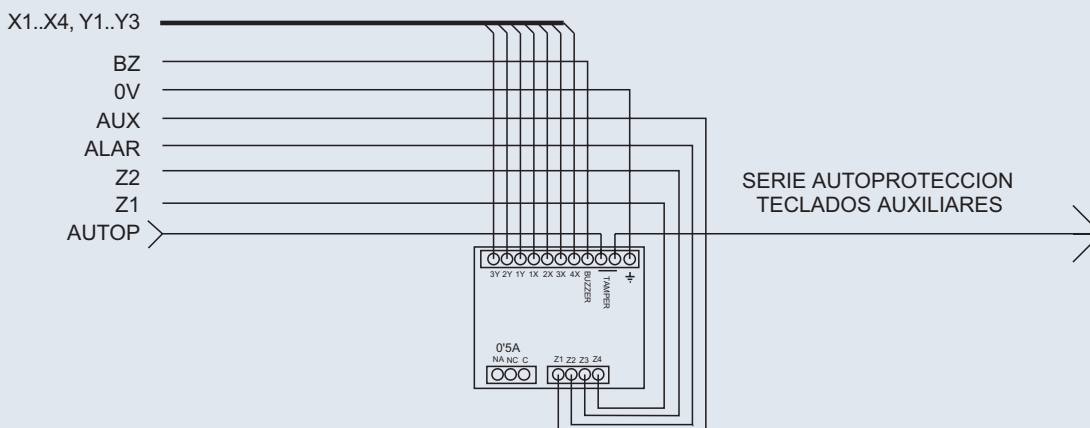 X1..X4, Y1..Y3
BZ
0V
AUX
ALAR
Z2
Z1
AUTOP
SERIE AUTOPROTECCION
TECLADOS AUXILIARES
3Y 2Y 1Y 1X 2X 3X 4X BUZZER TAMPER
0'5A
NA NC C
Z1 Z2 Z3 Z4